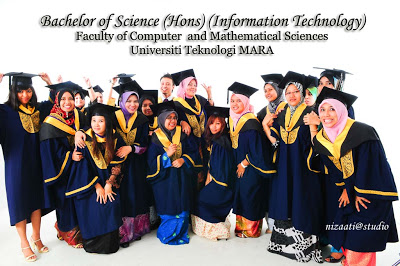 Bachelor of Science (Hons) (Information Technology)
Faculty of Computer and Mathematical Sciences
Universiti Teknologi MARA
nizaati@studio